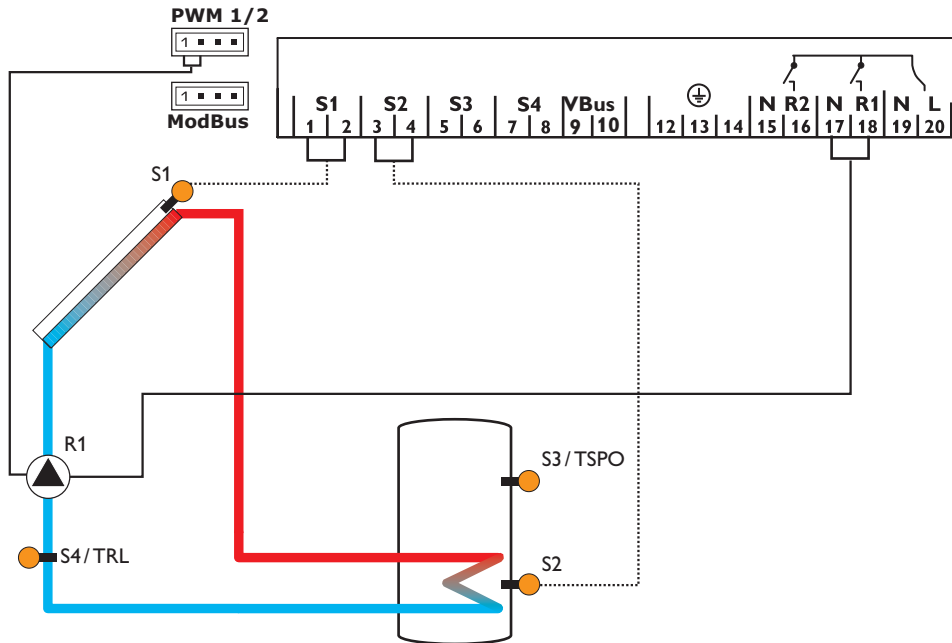 PWM 1/2
1
1
ModBus
S1 S2 S3 S4 VBus N R2 N R1 N L
1 2 3 4 5 6 7 8 9 10 12 13 14 15 16 17 18 19 20
S1
R1
S3/TSPO
S4/TRL
S2